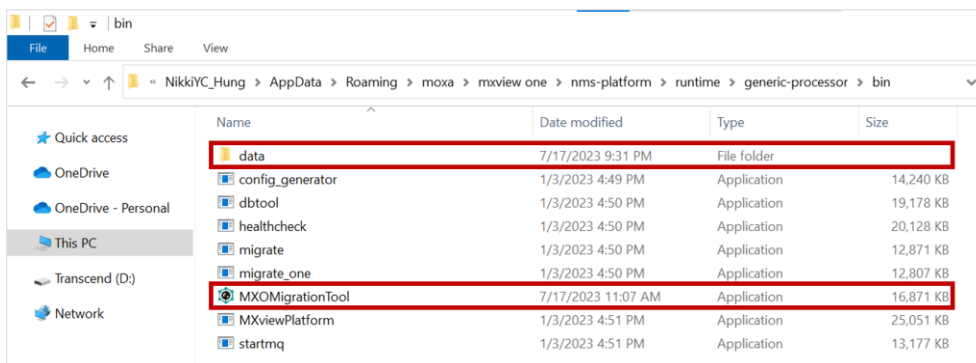 bin
File Home Share View
« NikkiYC_Hung > AppData > Roaming > moxa > mxview one > nms-platform > runtime > generic-processor > bin
Name Date modified Type Size
Quick access
OneDrive
OneDrive - Personal
This PC
Transcend (D:)
Network
data 7/17/2023 9:31 PM File folder
config_generator 1/3/2023 4:49 PM Application 14,240 KB
dbtool 1/3/2023 4:50 PM Application 19,178 KB
healthcheck 1/3/2023 4:50 PM Application 20,128 KB
migrate 1/3/2023 4:50 PM Application 12,871 KB
migrate_one 1/3/2023 4:50 PM Application 12,807 KB
MXOMigrationTool 7/17/2023 11:07 AM Application 16,871 KB
MXviewPlatform 1/3/2023 4:51 PM Application 25,051 KB
startmq 1/3/2023 4:51 PM Application 13,177 KB